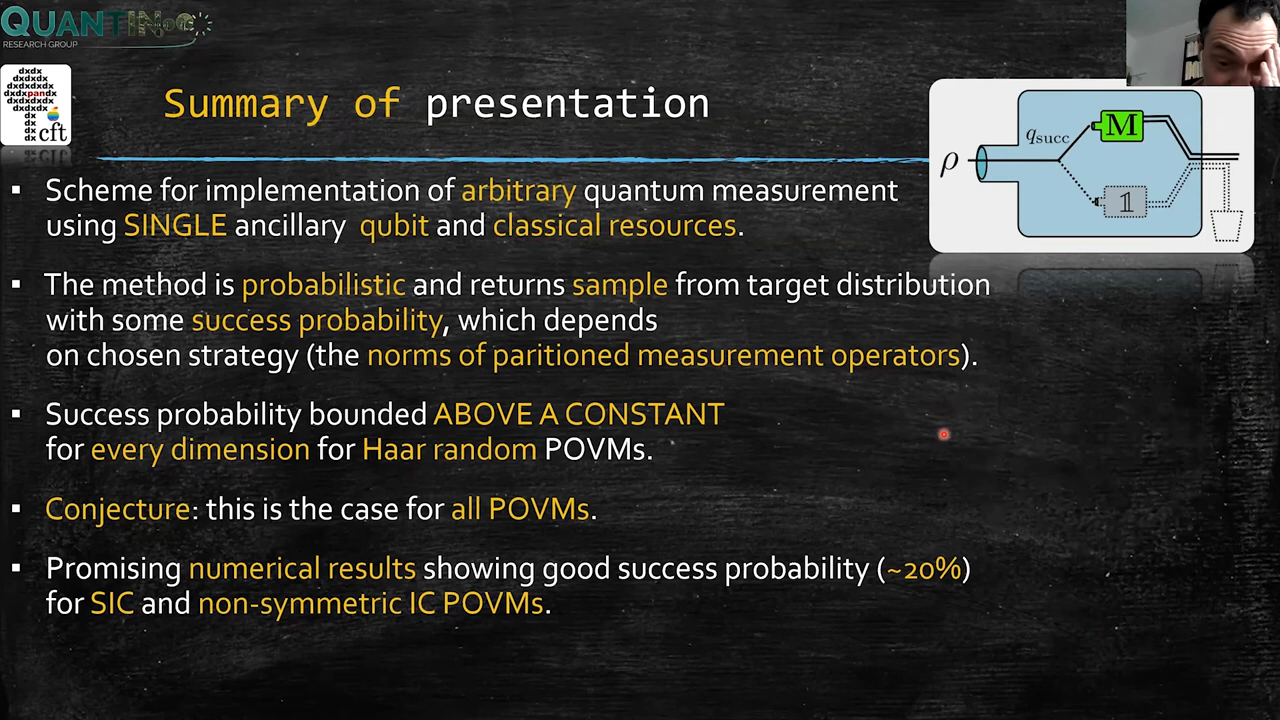 QUANTIN
RESEARCH GROUP
dxdx
dxdxdx
dxdxdxdx
dxdxpandx
dxdxdxdx
dxdxdx
dx
dx
dx cft
Summary of presentation
ρ
q_succ
M
𝟙
▪ Scheme for implementation of arbitrary quantum measurement
using SINGLE ancillary qubit and classical resources.
▪ The method is probabilistic and returns sample from target distribution
with some success probability, which depends
on chosen strategy (the norms of paritioned measurement operators).
▪ Success probability bounded ABOVE A CONSTANT
for every dimension for Haar random POVMs.
▪ Conjecture: this is the case for all POVMs.
▪ Promising numerical results showing good success probability (~20%)
for SIC and non-symmetric IC POVMs.